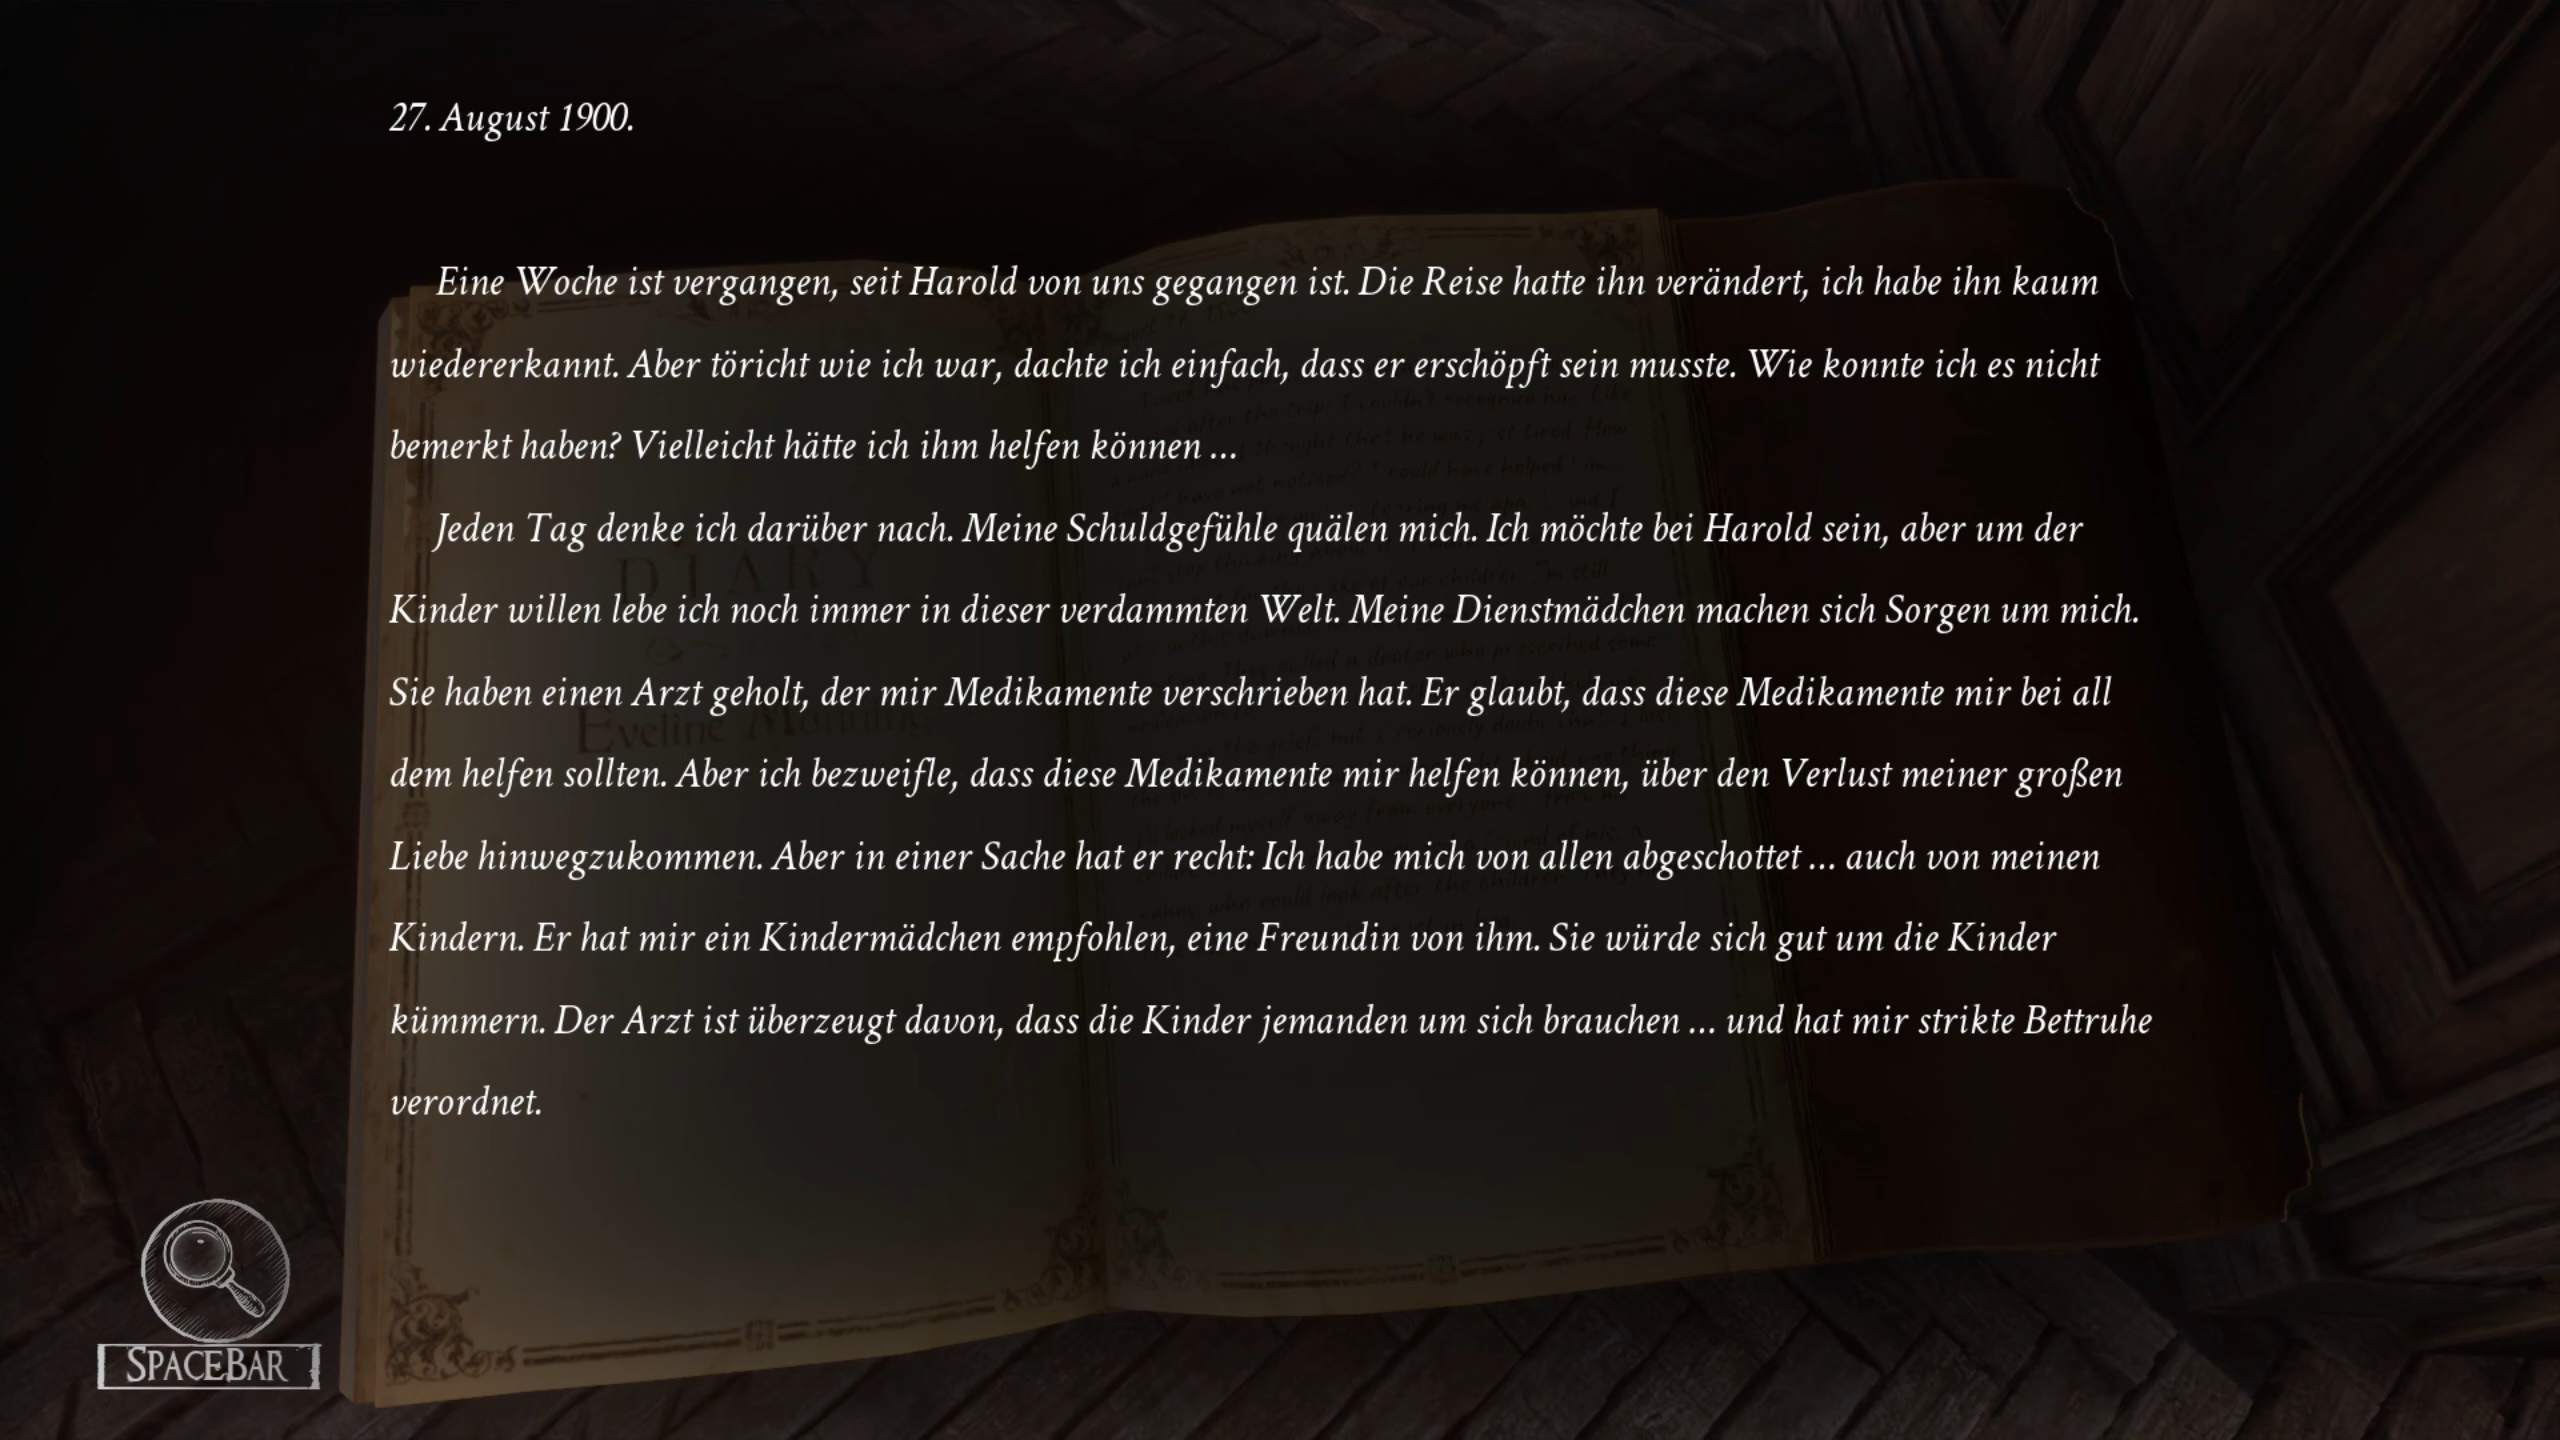 27. August 1900.
Eine Woche ist vergangen, seit Harold von uns gegangen ist. Die Reise hatte ihn verändert, ich habe ihn kaum
wiedererkannt. Aber töricht wie ich war, dachte ich einfach, dass er erschöpft sein musste. Wie konnte ich es nicht
bemerkt haben? Vielleicht hätte ich ihm helfen können ...
Jeden Tag denke ich darüber nach. Meine Schuldgefühle quälen mich. Ich möchte bei Harold sein, aber um der
Kinder willen lebe ich noch immer in dieser verdammten Welt. Meine Dienstmädchen machen sich Sorgen um mich.
Sie haben einen Arzt geholt, der mir Medikamente verschrieben hat. Er glaubt, dass diese Medikamente mir bei all
dem helfen sollten. Aber ich bezweifle, dass diese Medikamente mir helfen können, über den Verlust meiner großen
Liebe hinwegzukommen. Aber in einer Sache hat er recht: Ich habe mich von allen abgeschottet ... auch von meinen
Kindern. Er hat mir ein Kindermädchen empfohlen, eine Freundin von ihm. Sie würde sich gut um die Kinder
kümmern. Der Arzt ist überzeugt davon, dass die Kinder jemanden um sich brauchen ... und hat mir strikte Bettruhe
verordnet.
DIARY
Eveline
SPACEBAR